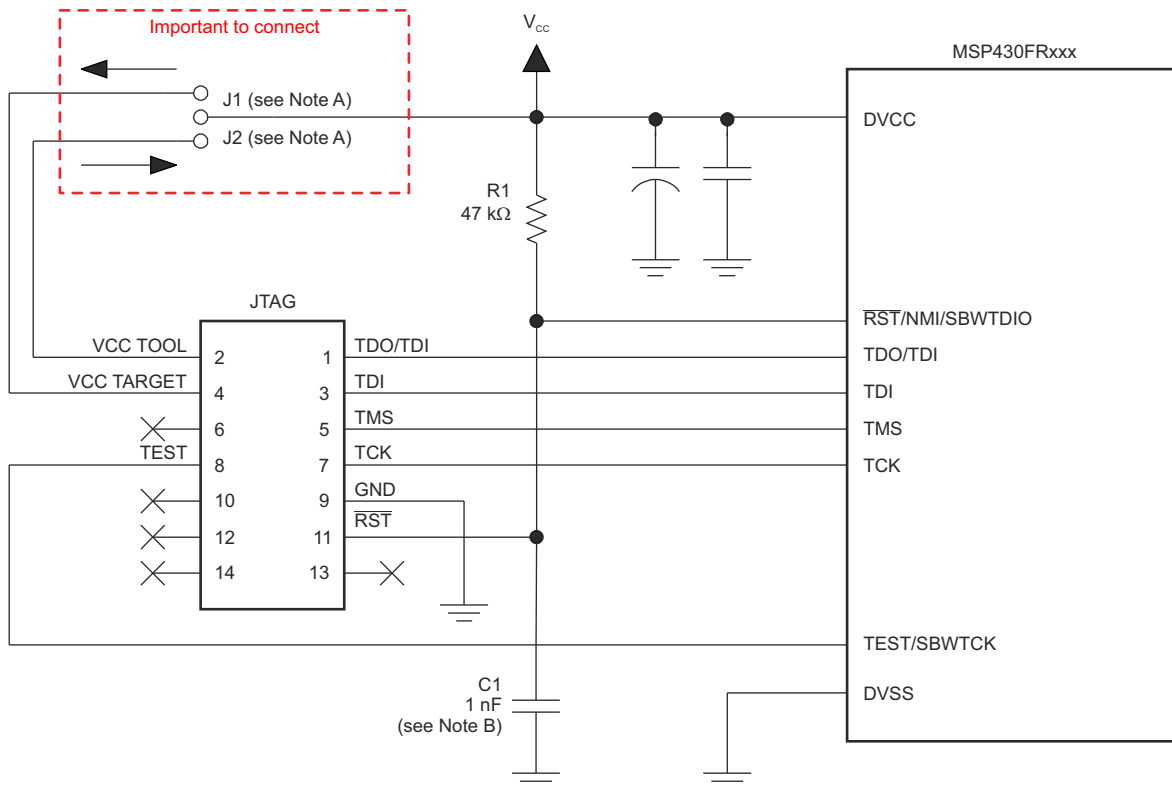 Important to connect
J1 (see Note A)
J2 (see Note A)
VCC
MSP430FRxxx
DVCC
R1
47 kΩ
JTAG
RST/NMI/SBWTDIO
VCC TOOL
2
1
TDO/TDI
TDO/TDI
VCC TARGET
4
3
TDI
TDI
6
5
TMS
TMS
TEST
8
7
TCK
TCK
10
9
GND
12
11
RST
14
13
TEST/SBWTCK
C1
1 nF
(see Note B)
DVSS